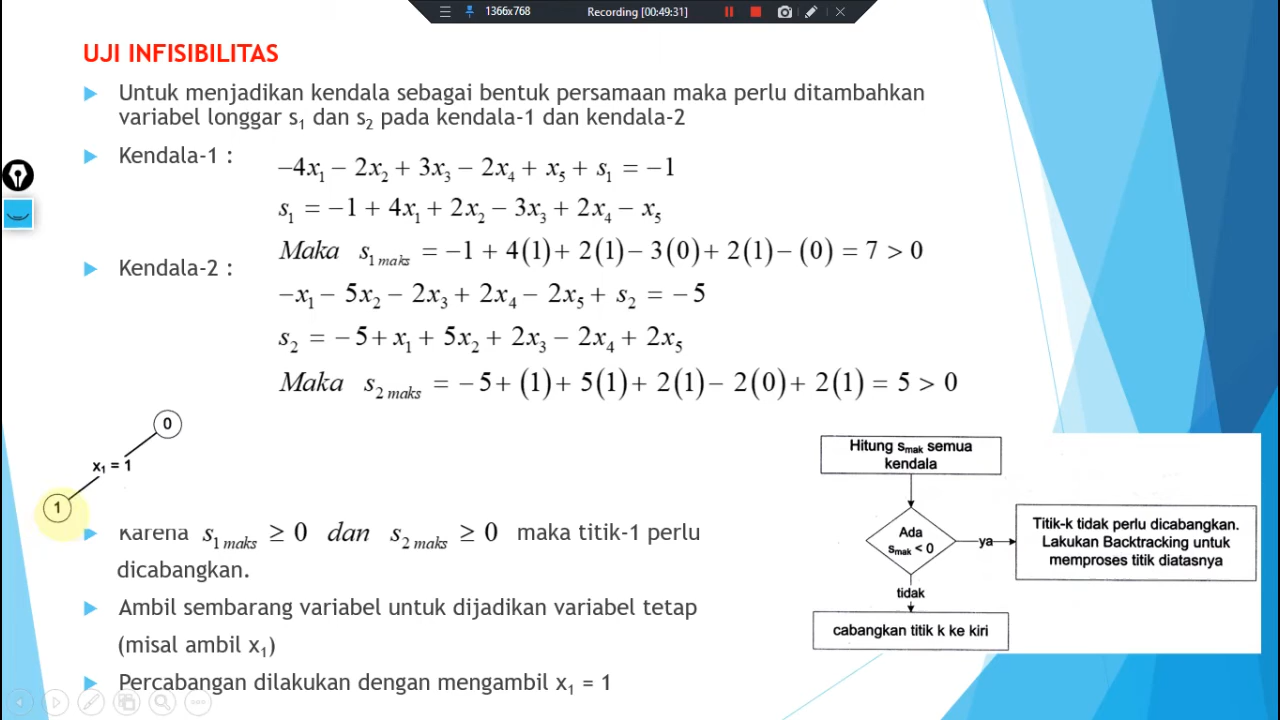 1366x768
Recording [00:49:31]
UJI INFISIBILITAS
Untuk menjadikan kendala sebagai bentuk persamaan maka perlu ditambahkan
variabel longgar s₁ dan s₂ pada kendala-1 dan kendala-2
Kendala-1 :
−4x₁ − 2x₂ + 3x₃ − 2x₄ + x₅ + s₁ = −1
s₁ = −1 + 4x₁ + 2x₂ − 3x₃ + 2x₄ − x₅
Maka s₁ maks = −1 + 4(1) + 2(1) − 3(0) + 2(1) − (0) = 7 > 0
Kendala-2 :
−x₁ − 5x₂ − 2x₃ + 2x₄ − 2x₅ + s₂ = −5
s₂ = −5 + x₁ + 5x₂ + 2x₃ − 2x₄ + 2x₅
Maka s₂ maks = −5 + (1) + 5(1) + 2(1) − 2(0) + 2(1) = 5 > 0
0
x₁ = 1
1
Karena s₁ maks ≥ 0 dan s₂ maks ≥ 0 maka titik-1 perlu
dicabangkan.
Ambil sembarang variabel untuk dijadikan variabel tetap
(misal ambil x₁)
Percabangan dilakukan dengan mengambil x₁ = 1
Hitung smak semua
kendala
Ada
smak < 0
ya
Titik-k tidak perlu dicabangkan.
Lakukan Backtracking untuk
memproses titik diatasnya
tidak
cabangkan titik k ke kiri